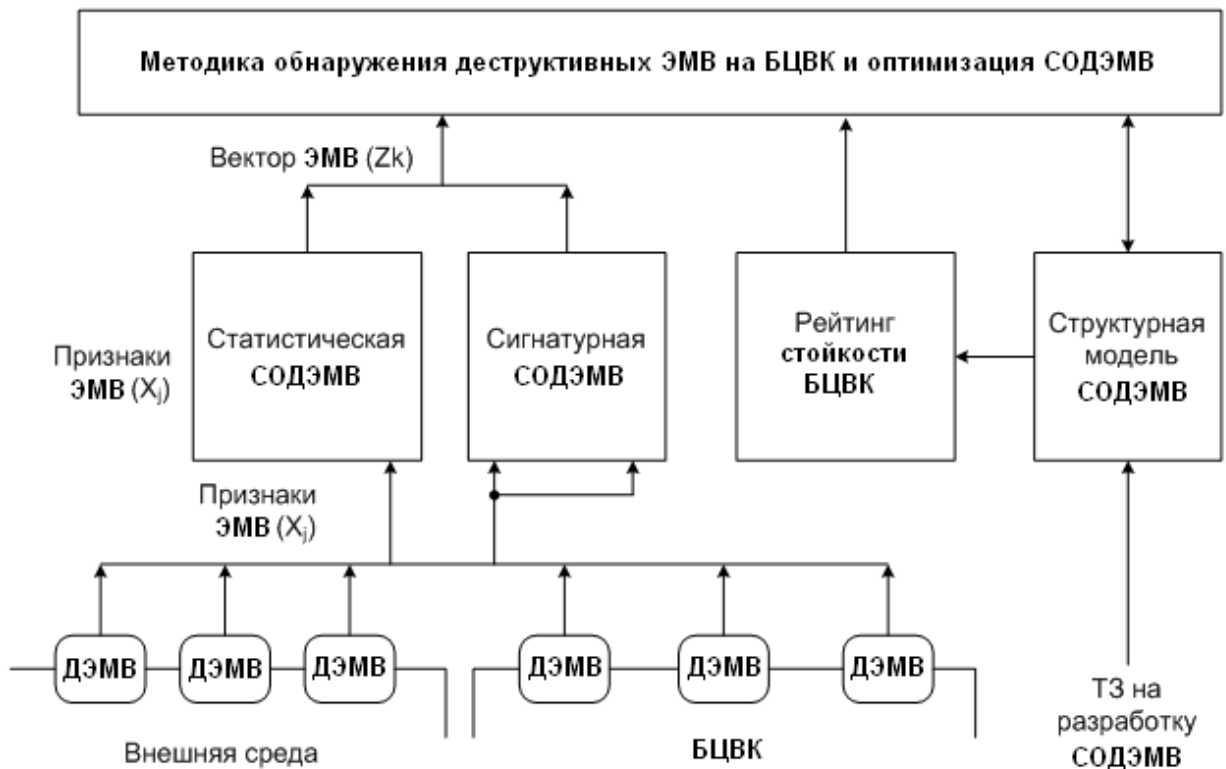 Методика обнаружения деструктивных ЭМВ на БЦВК и оптимизация СОДЭМВ
Вектор ЭМВ (Zk)
Статистическая
СОДЭМВ
Сигнатурная
СОДЭМВ
Рейтинг
стойкости
БЦВК
Структурная
модель
СОДЭМВ
Признаки
ЭМВ (Xj)
Признаки
ЭМВ (Xj)
ДЭМВ
ДЭМВ
ДЭМВ
ДЭМВ
ДЭМВ
ДЭМВ
Внешняя среда
БЦВК
ТЗ на
разработку
СОДЭМВ